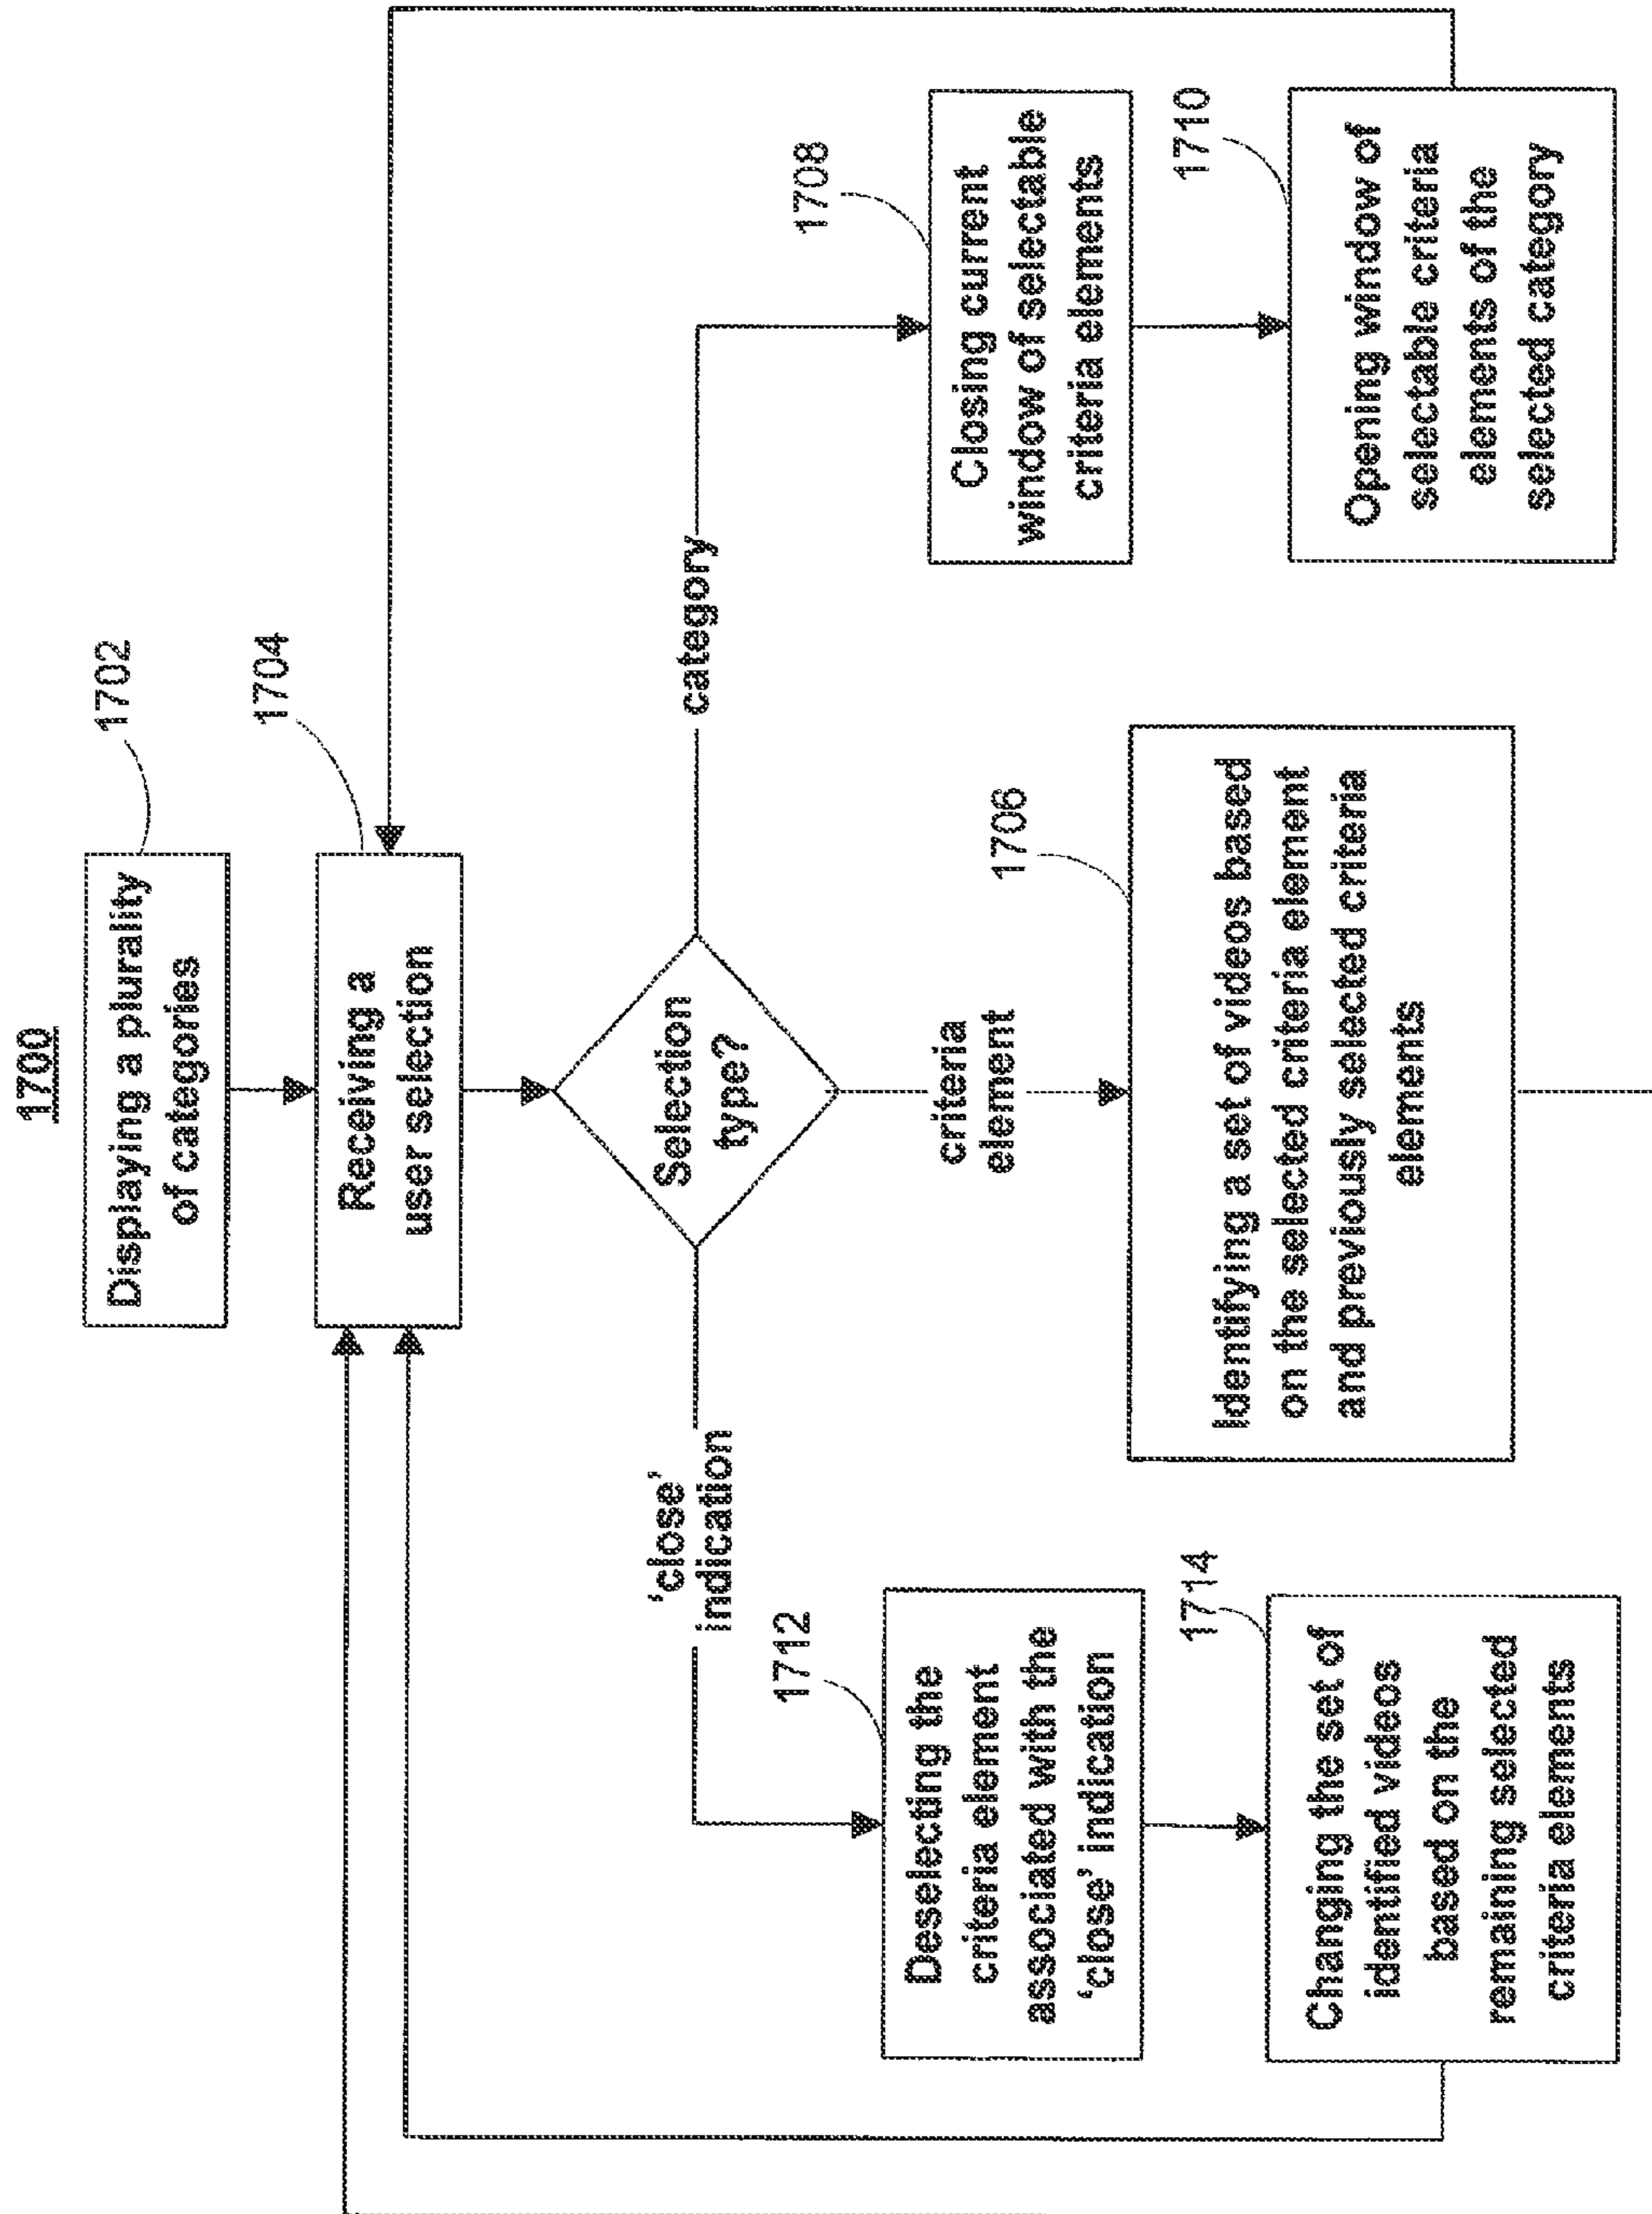 1700
Displaying a plurality
of categories
1702
Receiving a
user selection
1704
Selection
type?
'close'
indication
criteria
element
category
Deselecting the
criteria element
associated with the
'close' indication
1712
Changing the set of
identified videos
based on the
remaining selected
criteria elements
1714
Identifying a set of videos based
on the selected criteria element
and previously selected criteria
elements
1706
Closing current
window of selectable
criteria elements
1708
Opening window of
selectable criteria
elements of the
selected category
1710